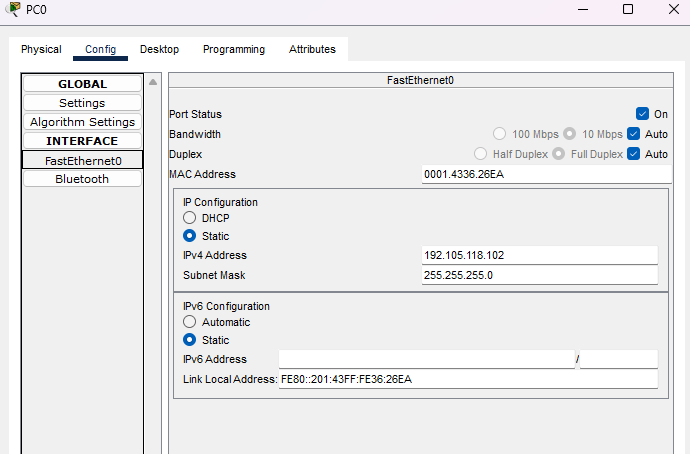 PC0
Physical Config Desktop Programming Attributes
GLOBAL
Settings
Algorithm Settings
INTERFACE
FastEthernet0
Bluetooth
FastEthernet0
Port Status On
Bandwidth 100 Mbps 10 Mbps Auto
Duplex Half Duplex Full Duplex Auto
MAC Address 0001.4336.26EA
IP Configuration
DHCP
Static
IPv4 Address 192.105.118.102
Subnet Mask 255.255.255.0
IPv6 Configuration
Automatic
Static
IPv6 Address /
Link Local Address: FE80::201:43FF:FE36:26EA